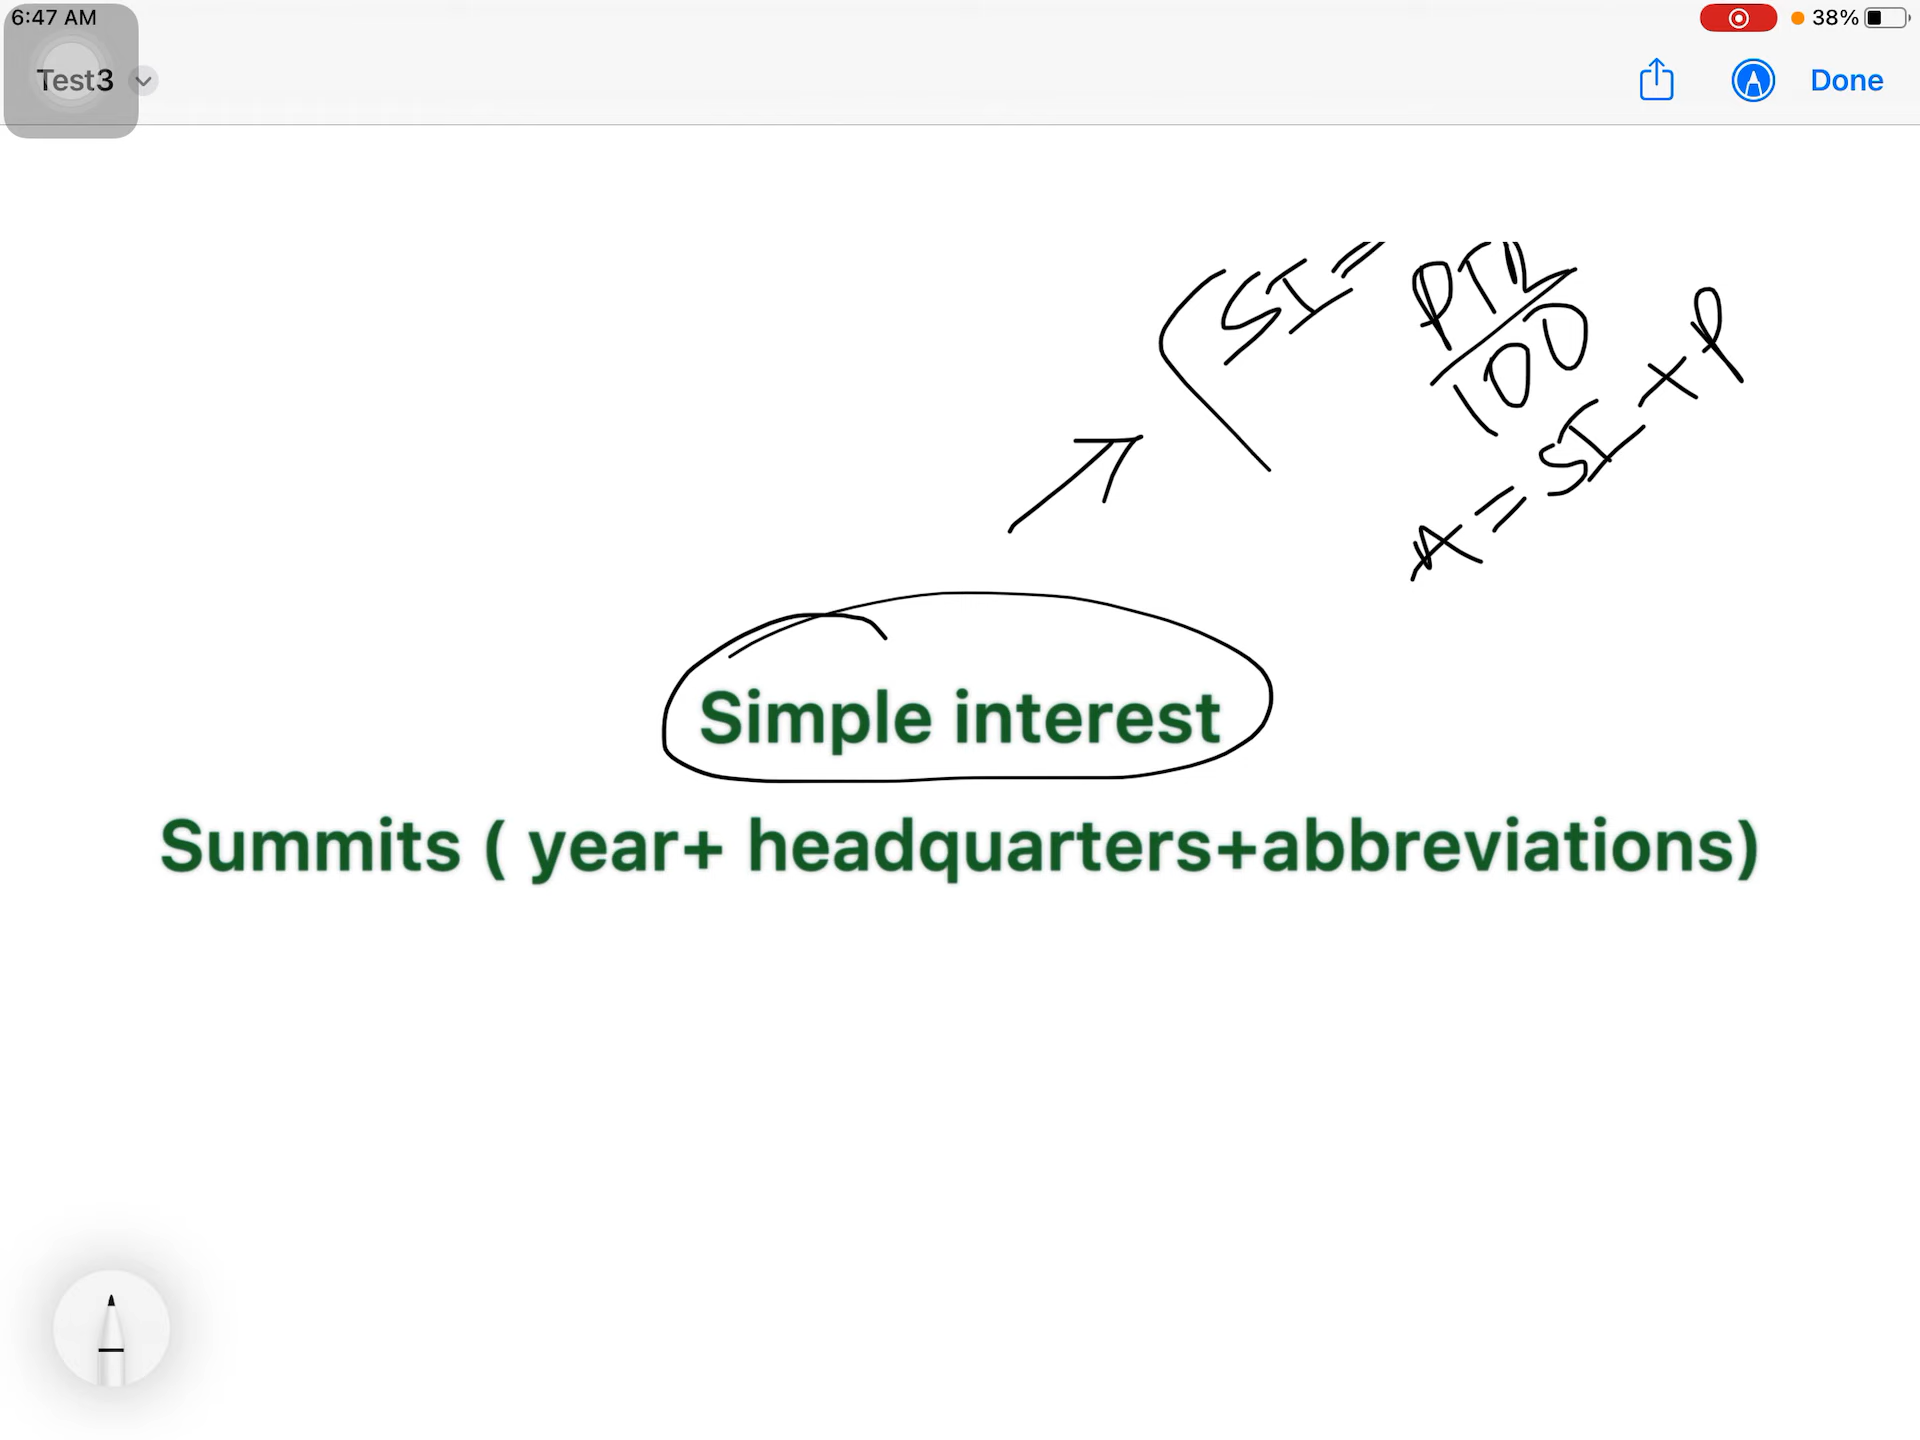 6:47 AM
38%
Test3
Done
SI = PTR
100
A = SI + P
Simple interest
Summits ( year+ headquarters+abbreviations)